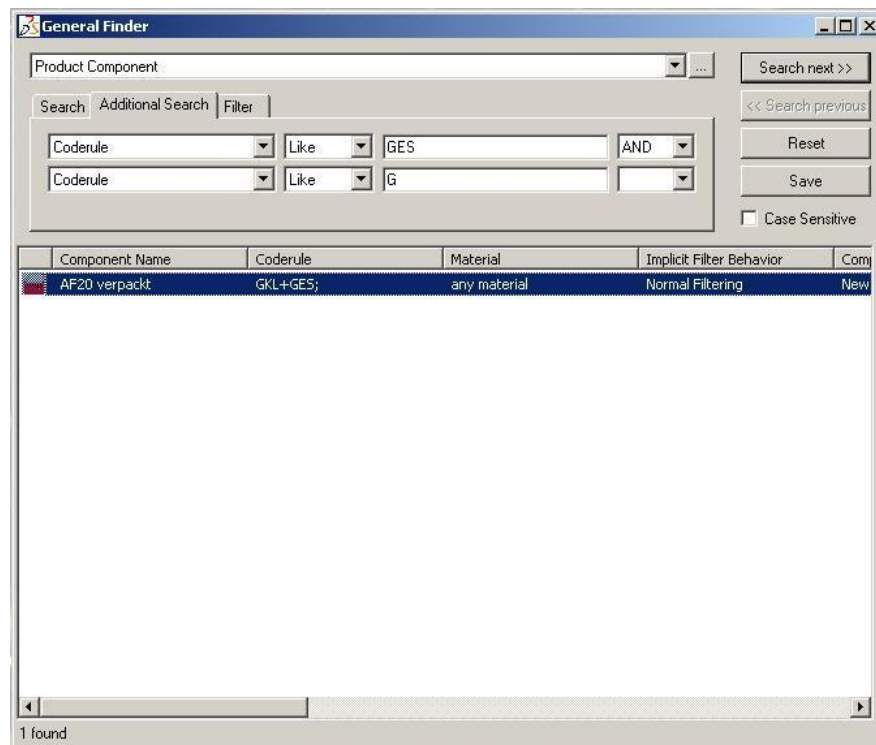 General Finder
Product Component
...
Search next >>
Search Additional Search Filter
<< Search previous
Coderule Like GES AND
Reset
Coderule Like G
Save
Case Sensitive
Component Name Coderule Material Implicit Filter Behavior Comp
AF20 verpackt GKL+GES; any material Normal Filtering New
1 found